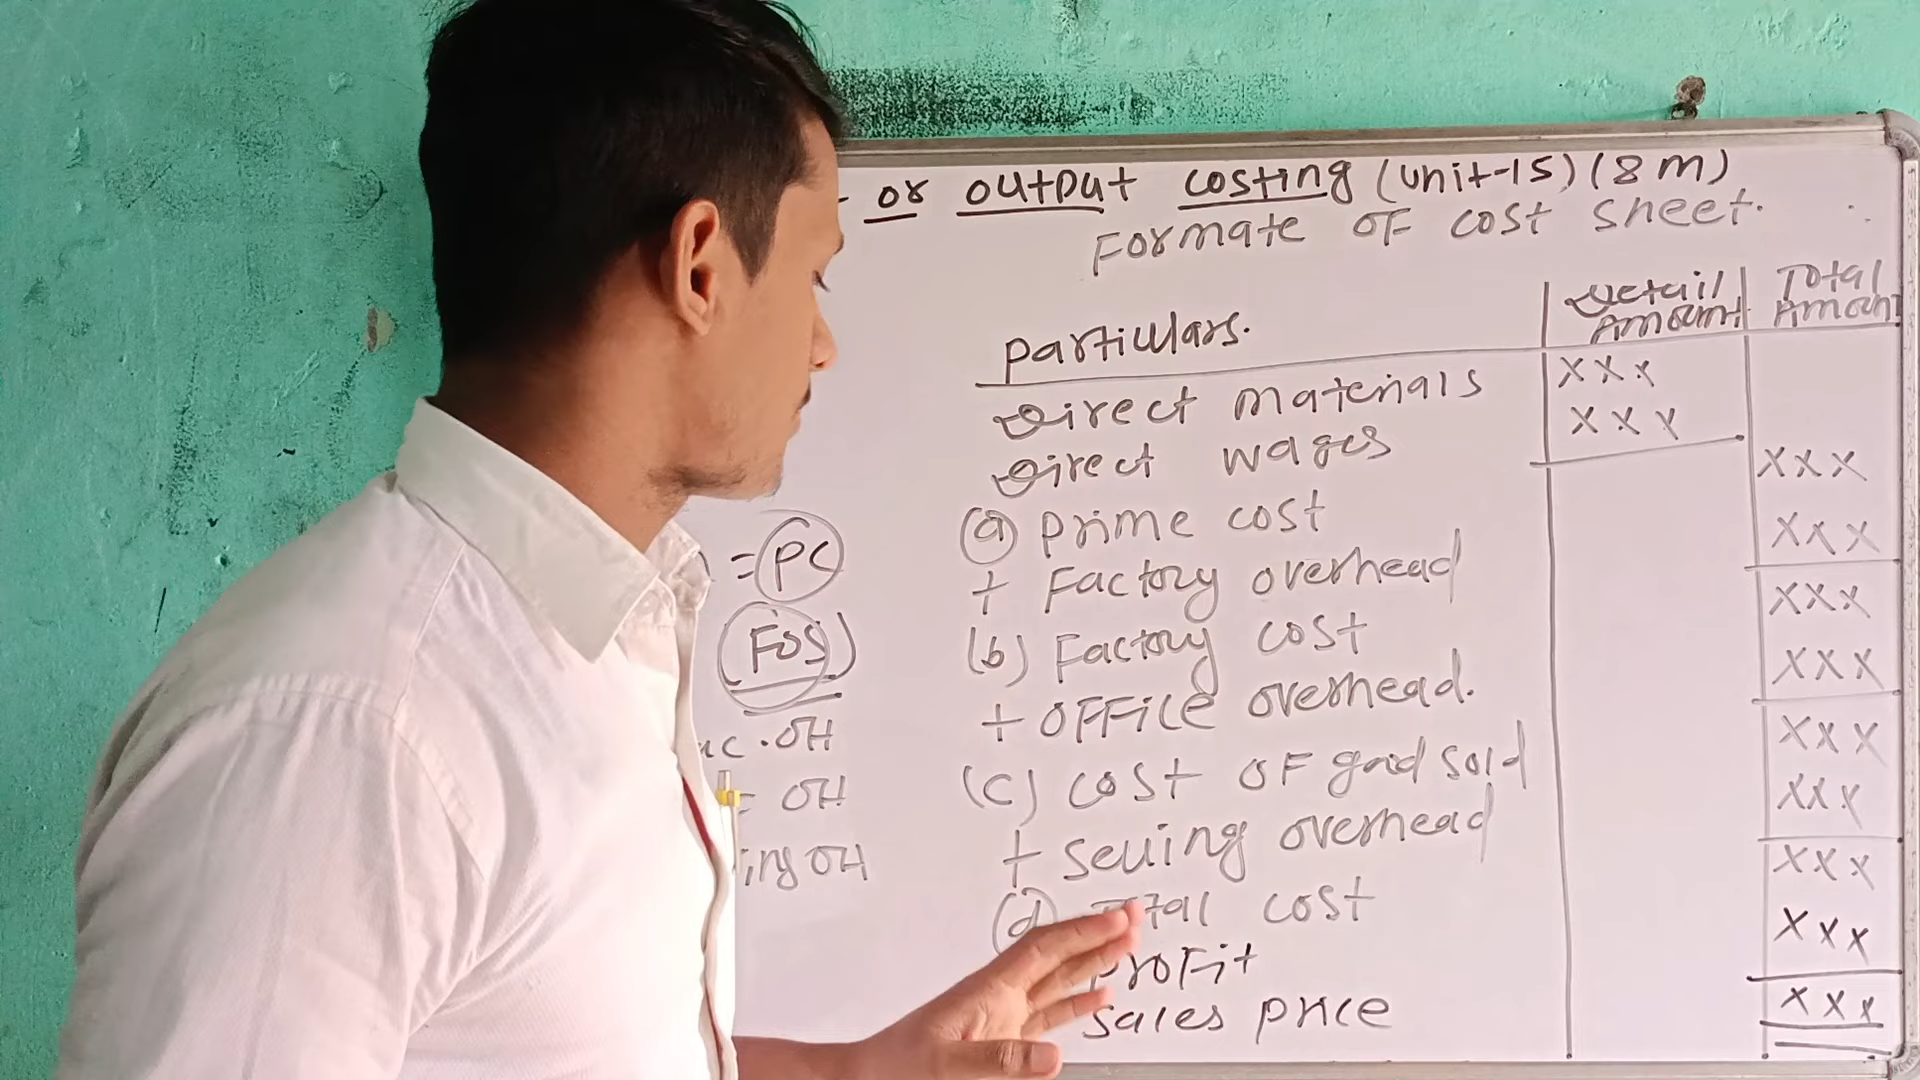 or output costing (unit-15) (8 m)
Formate OF cost sheet.
particulars. Detail Amount Total Amount
Direct materials XXX
Direct wages XXX XXX
(a) prime cost XXX
+ Factory overhead XXX
(b) Factory cost XXX
+ OFFice overhead. XXX
(c) cost OF good sold XXX
+ Selling overhead XXX
(d) cost XXX
profit XXX
sales price
= PC
(FOS)
OH
OH
ing OH